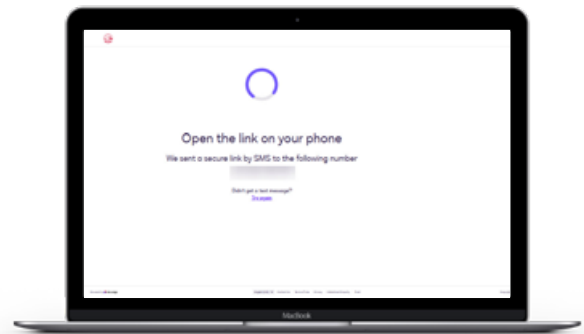 Open the link on your phone
We sent a secure link by SMS to the following number
Didn't get a text message?
Try again
MacBook